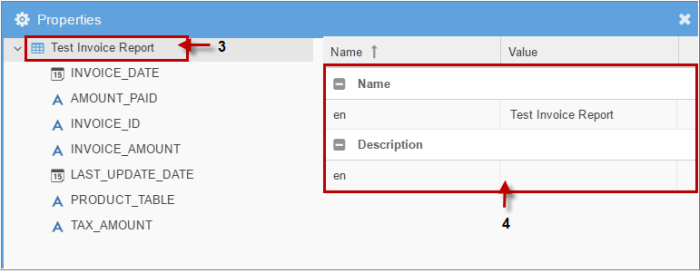 Properties
Test Invoice Report
3
15 INVOICE_DATE
A AMOUNT_PAID
A INVOICE_ID
A INVOICE_AMOUNT
15 LAST_UPDATE_DATE
A PRODUCT_TABLE
A TAX_AMOUNT
Name Value
Name
en Test Invoice Report
Description
en
4